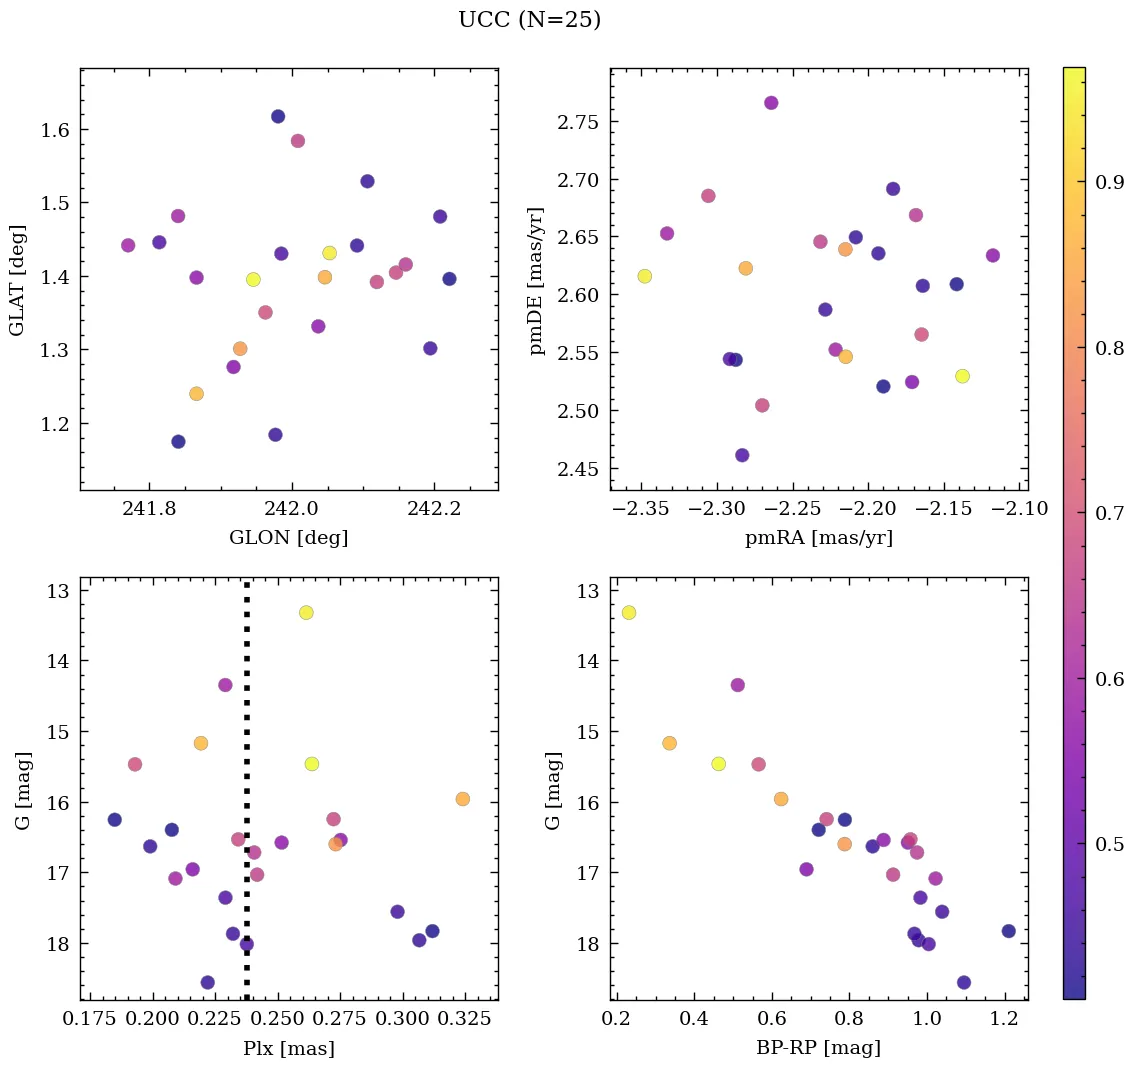 UCC (N=25)
1.6
1.5
1.4
1.3
1.2
GLAT [deg]
241.8 242.0 242.2
GLON [deg]
2.75
2.70
2.65
2.60
2.55
2.50
2.45
pmDE [mas/yr]
−2.35 −2.30 −2.25 −2.20 −2.15 −2.10
pmRA [mas/yr]
13
14
15
16
17
18
G [mag]
0.175 0.200 0.225 0.250 0.275 0.300 0.325
Plx [mas]
13
14
15
16
17
18
G [mag]
0.2 0.4 0.6 0.8 1.0 1.2
BP-RP [mag]
0.9
0.8
0.7
0.6
0.5